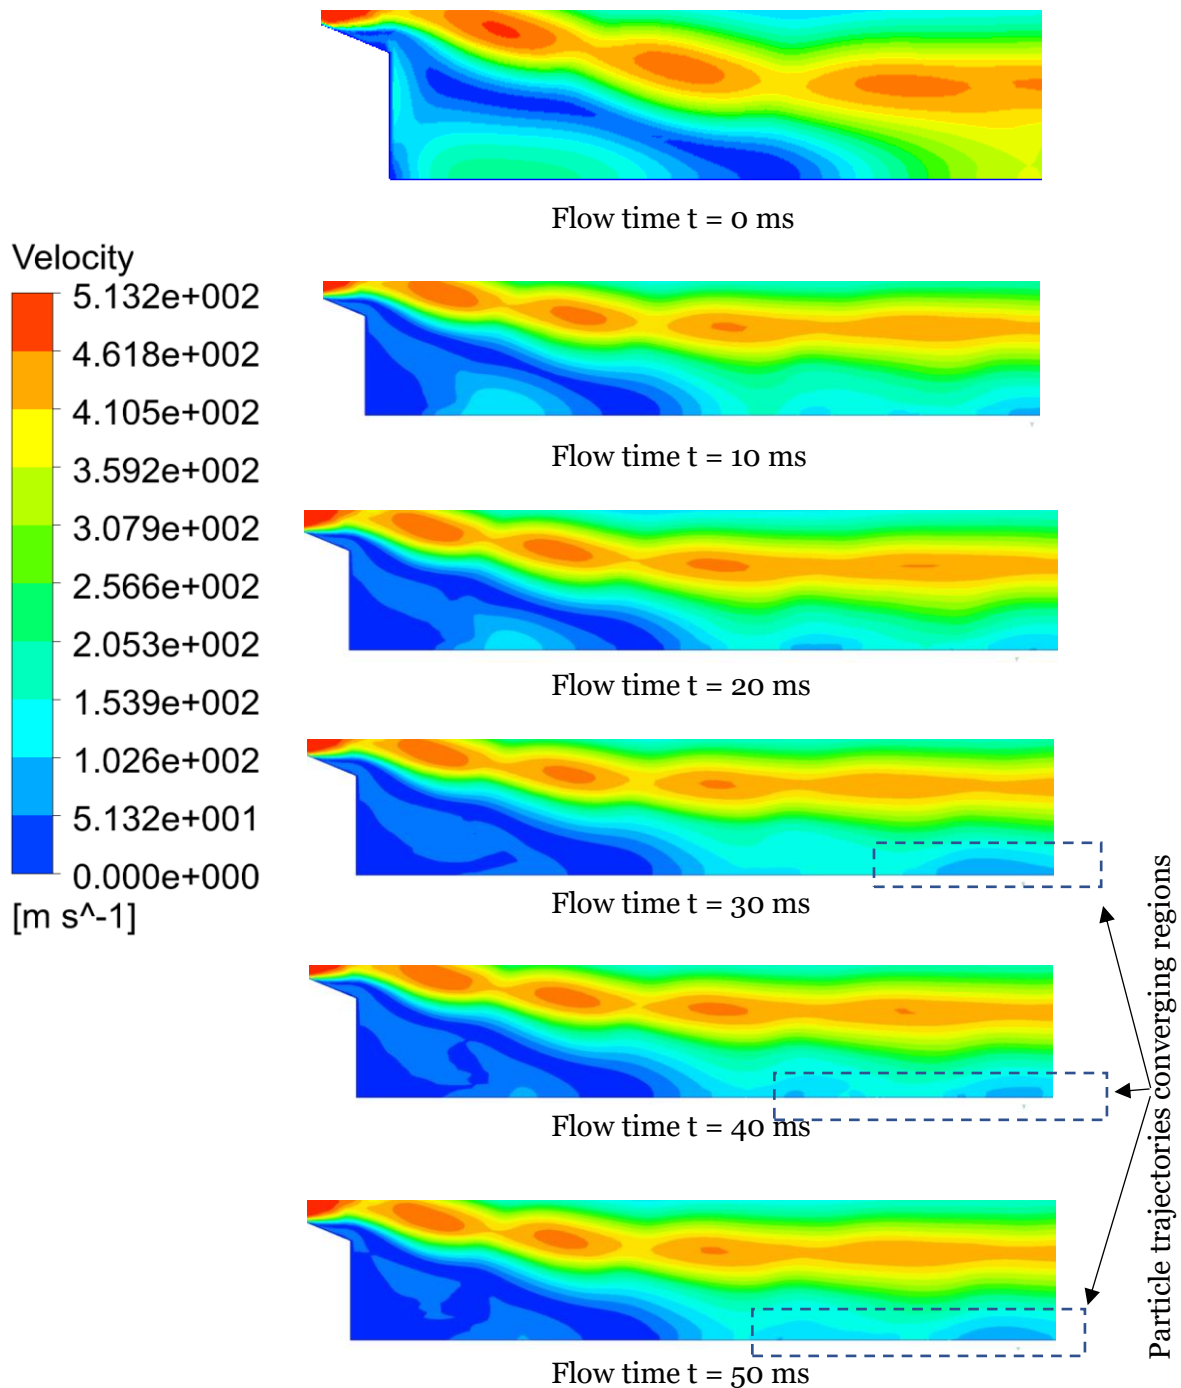 Flow time t = 0 ms
Velocity
5.132e+002
4.618e+002
4.105e+002
3.592e+002
3.079e+002
2.566e+002
2.053e+002
1.539e+002
1.026e+002
5.132e+001
0.000e+000
[m s^-1]
Flow time t = 10 ms
Flow time t = 20 ms
Flow time t = 30 ms
Flow time t = 40 ms
Flow time t = 50 ms
Particle trajectories converging regions